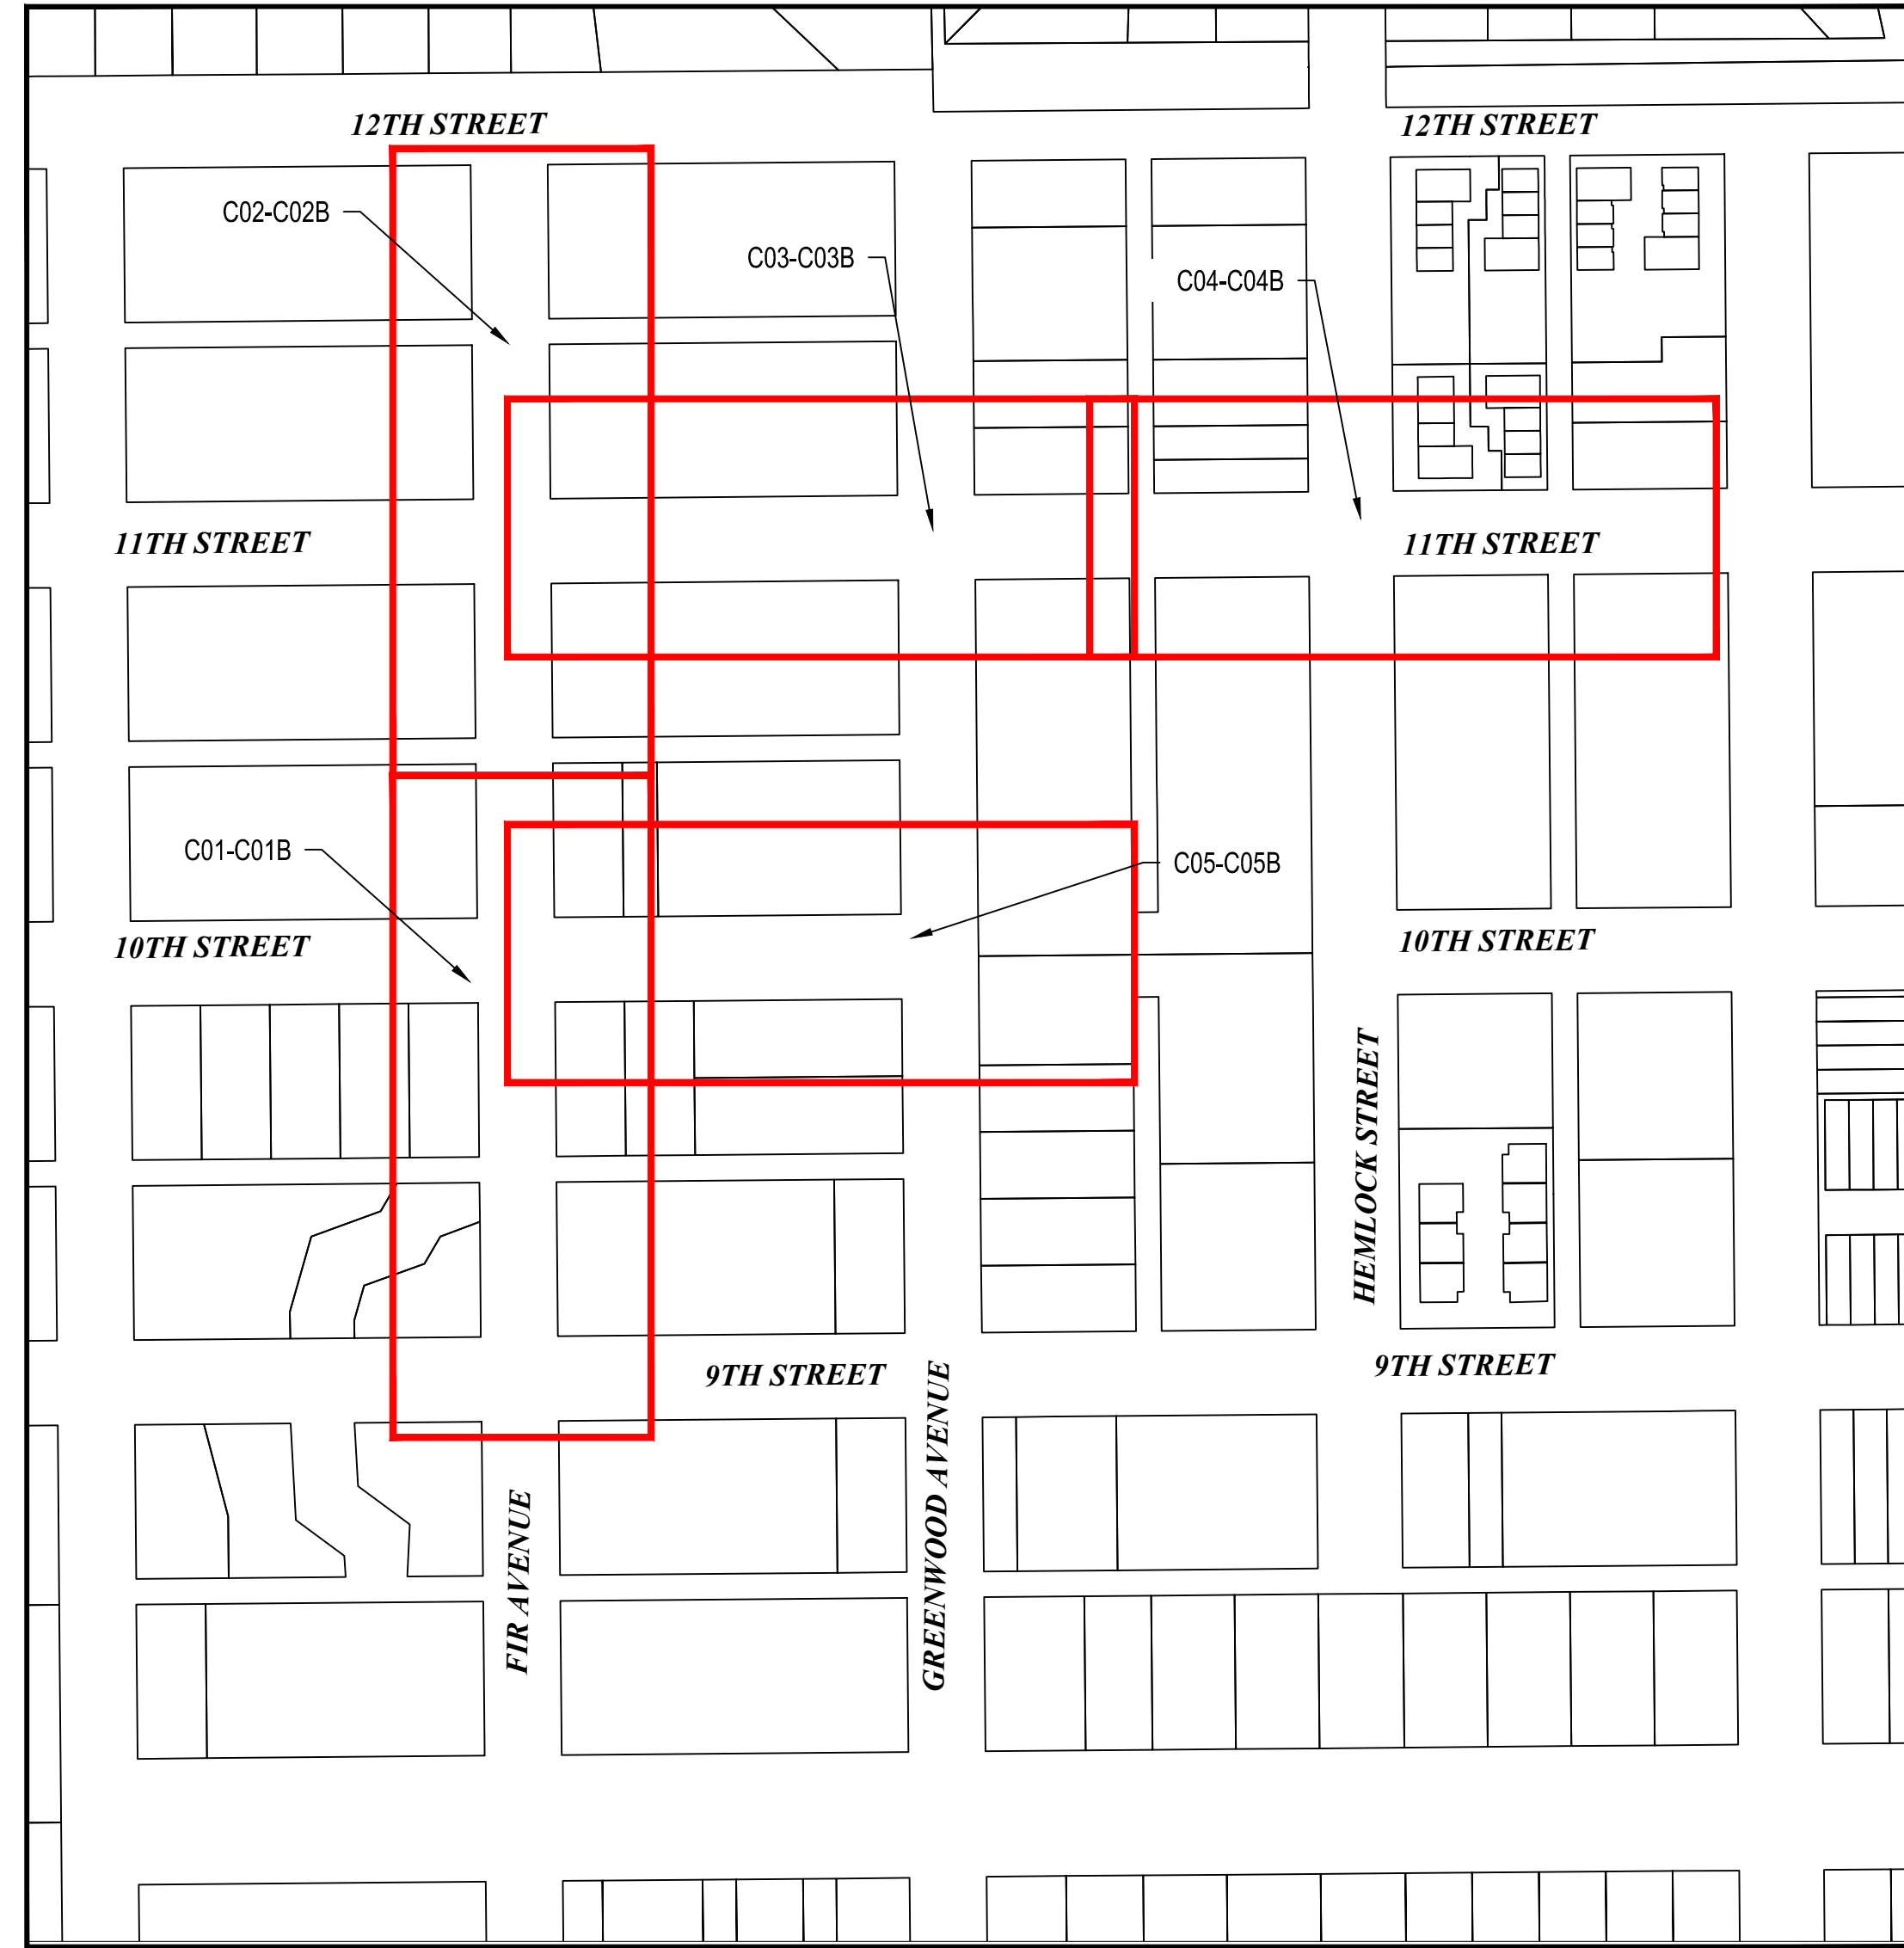 12TH STREET
12TH STREET
C02-C02B
C03-C03B
C04-C04B
11TH STREET
11TH STREET
C01-C01B
C05-C05B
10TH STREET
10TH STREET
HEMLOCK STREET
9TH STREET
9TH STREET
FIR AVENUE
GREENWOOD AVENUE